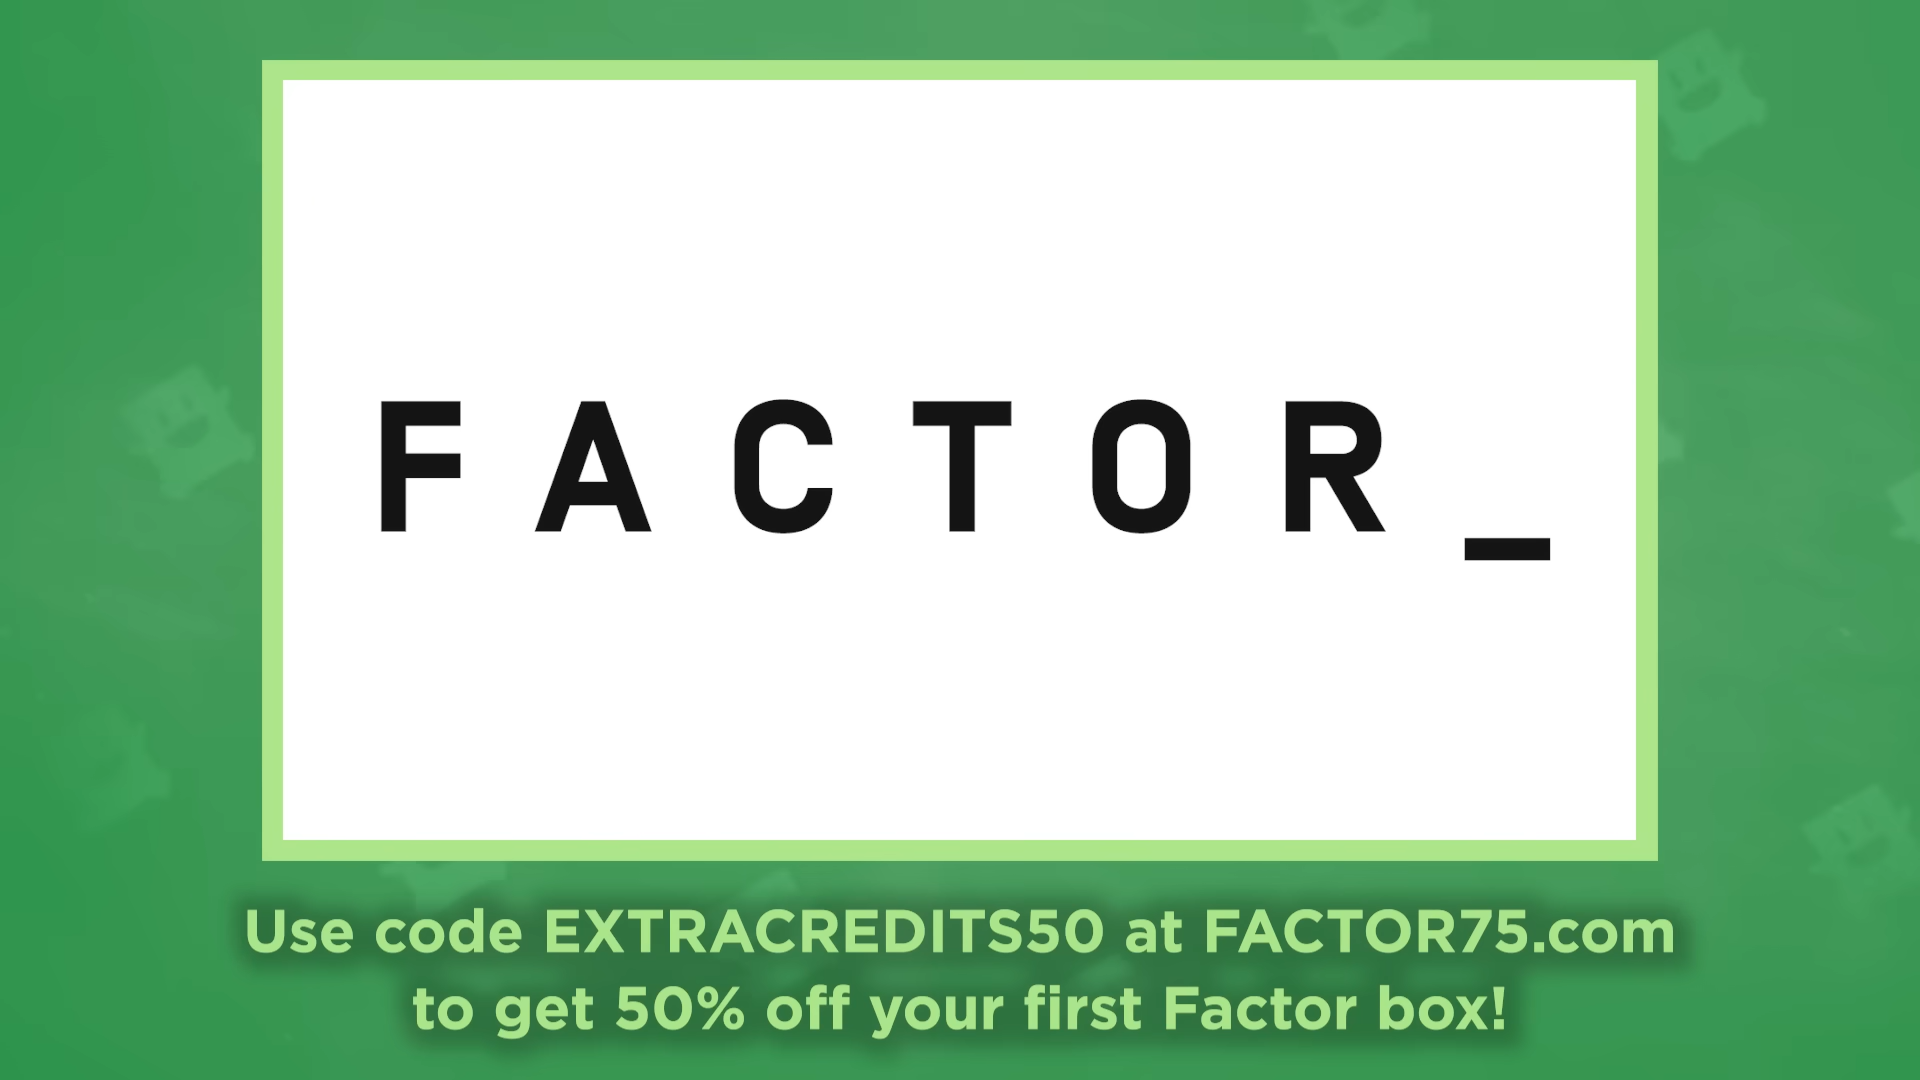 FACTOR_
Use code EXTRACREDITS50 at FACTOR75.com
to get 50% off your first Factor box!